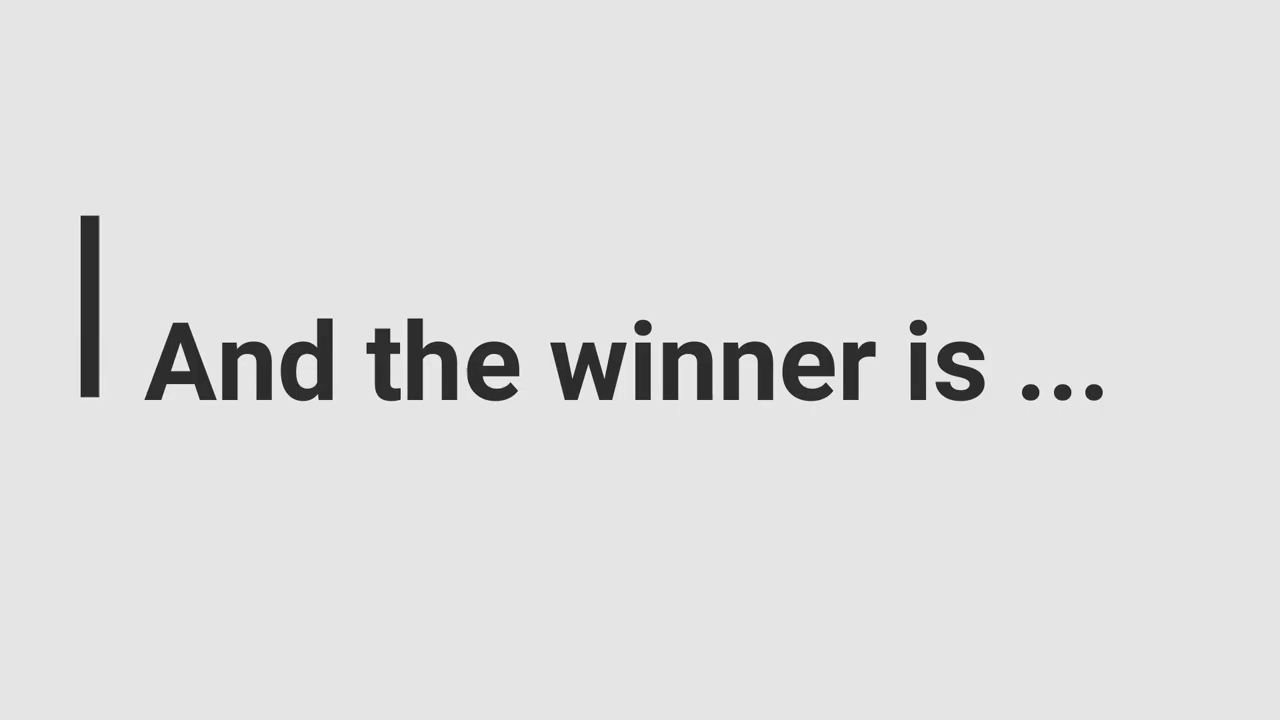 And the winner is ...